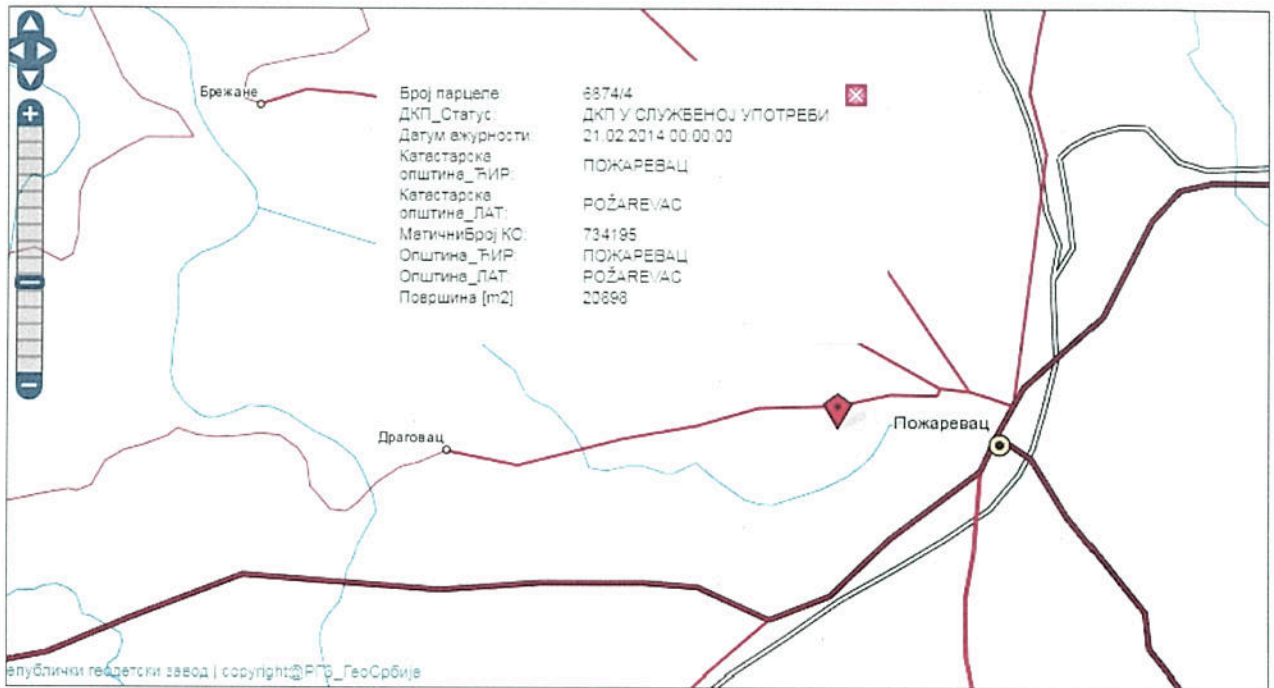 Брежане
Број парцеле 6874/4
ДКП_Статус: ДКП У СЛУЖБЕНОЈ УПОТРЕБИ
Датум ажурности: 21.02.2014 00:00:00
Катастарска
општина_ЋИР: ПОЖАРЕВАЦ
Катастарска
општина_ЛАТ: POŽAREVAC
МатичниБрој КО: 734195
Општина_ЋИР: ПОЖАРЕВАЦ
Општина_ЛАТ: POŽAREVAC
Површина [m2] 20898
Пожаревац
Драговац
епублички геодетски завод | copyright@РГЗ_ГеоСрбија